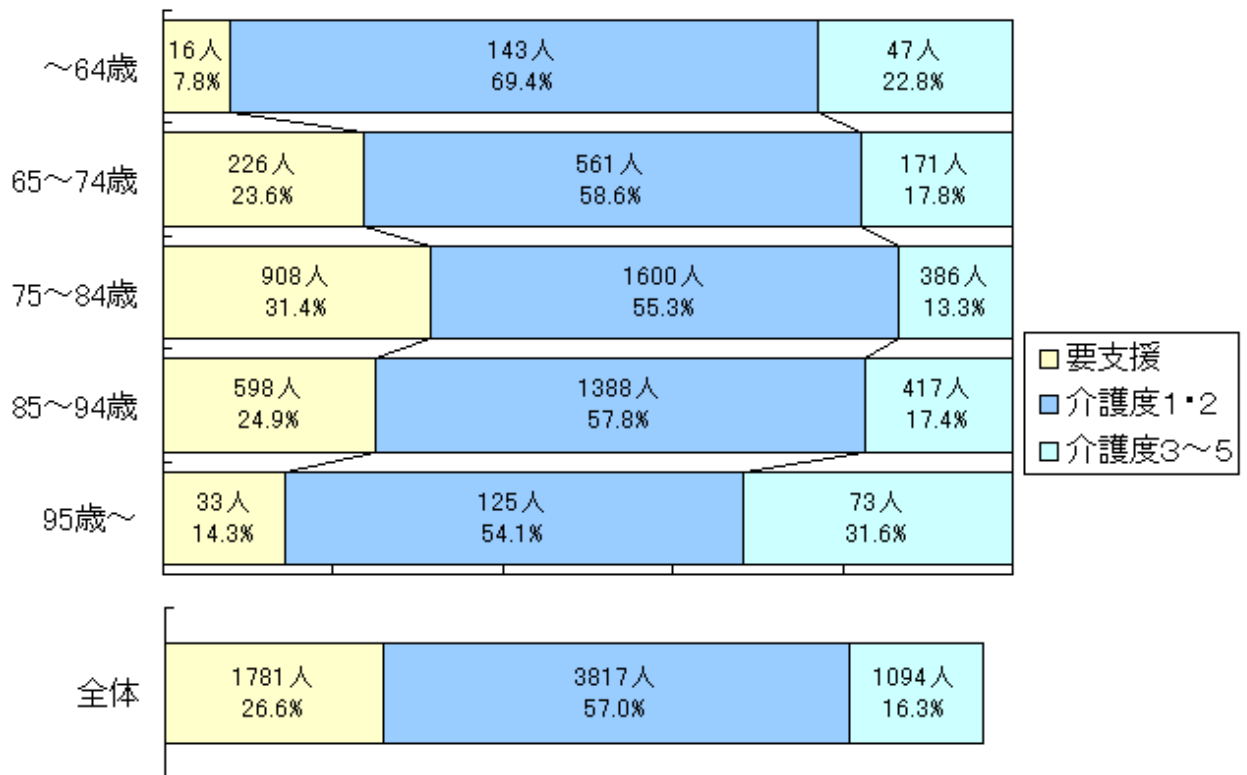 ～64歳
16人
7.8%
143人
69.4%
47人
22.8%
65～74歳
226人
23.6%
561人
58.6%
171人
17.8%
75～84歳
908人
31.4%
1600人
55.3%
386人
13.3%
85～94歳
598人
24.9%
1388人
57.8%
417人
17.4%
95歳～
33人
14.3%
125人
54.1%
73人
31.6%
要支援
介護度1・2
介護度3～5
全体
1781人
26.6%
3817人
57.0%
1094人
16.3%